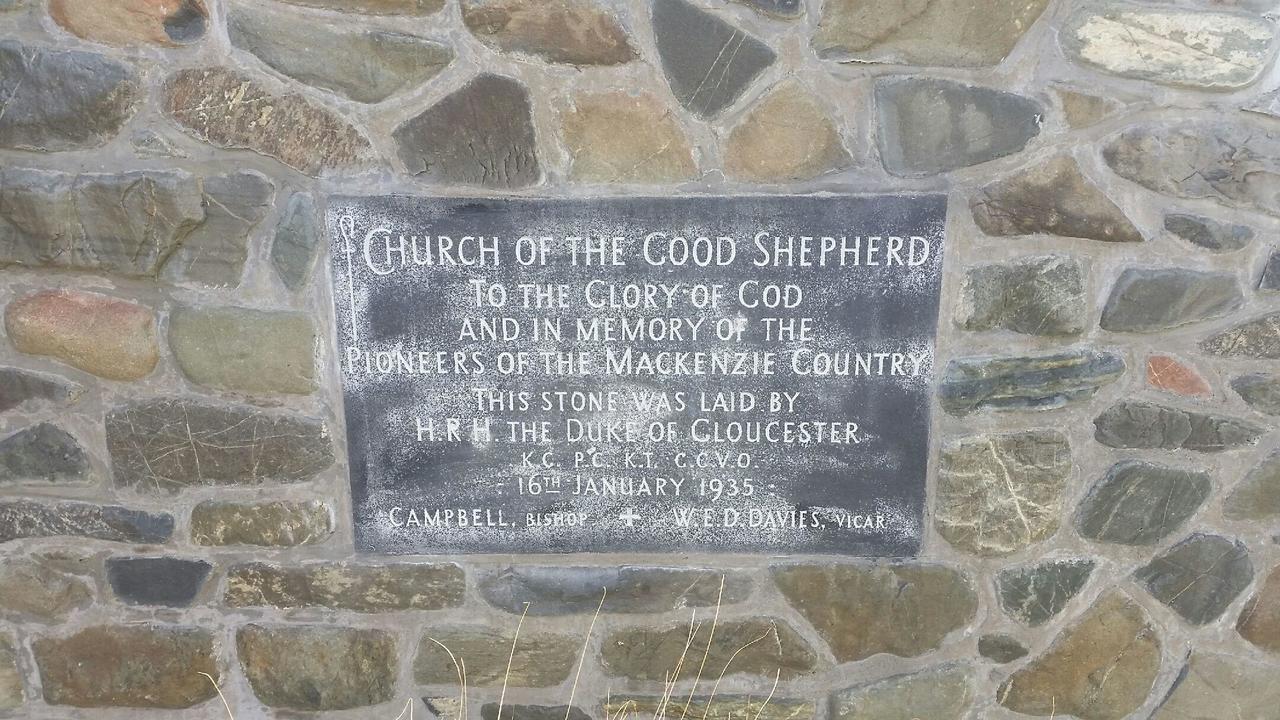 CHURCH OF THE GOOD SHEPHERD
TO THE GLORY OF GOD
AND IN MEMORY OF THE
PIONEERS OF THE MACKENZIE COUNTRY
THIS STONE WAS LAID BY
H.R.H. THE DUKE OF GLOUCESTER
K.G. P.C. K.T. G.C.V.O.
16TH JANUARY 1935
CAMPBELL, BISHOP + W.E.D. DAVIES, VICAR